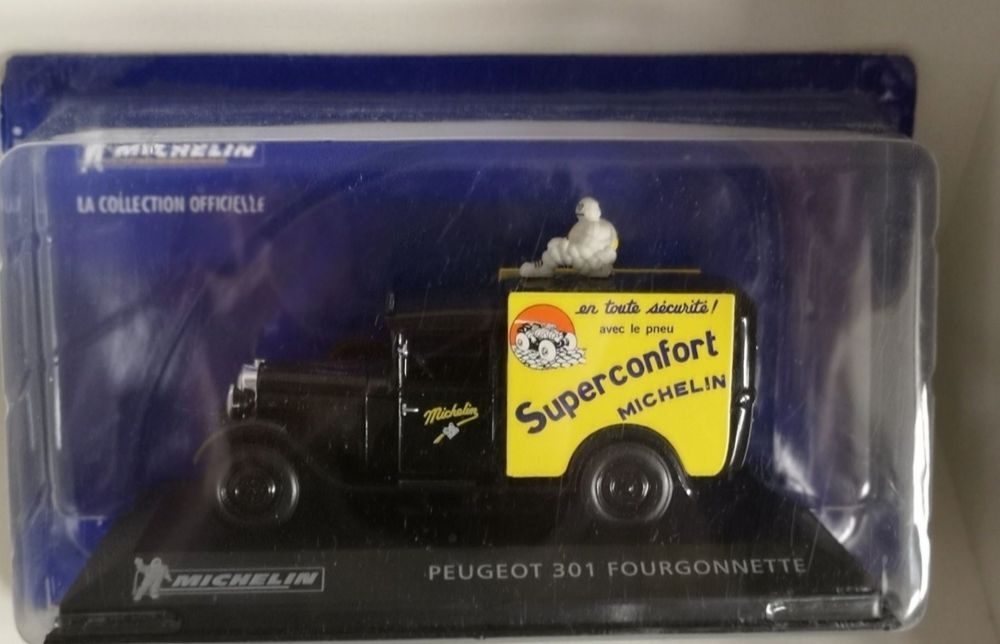 MICHELIN
LA COLLECTION OFFICIELLE
en toute sécurité!
avec le pneu
Superconfort
MICHELIN
Michelin
MICHELIN
PEUGEOT 301 FOURGONNETTE